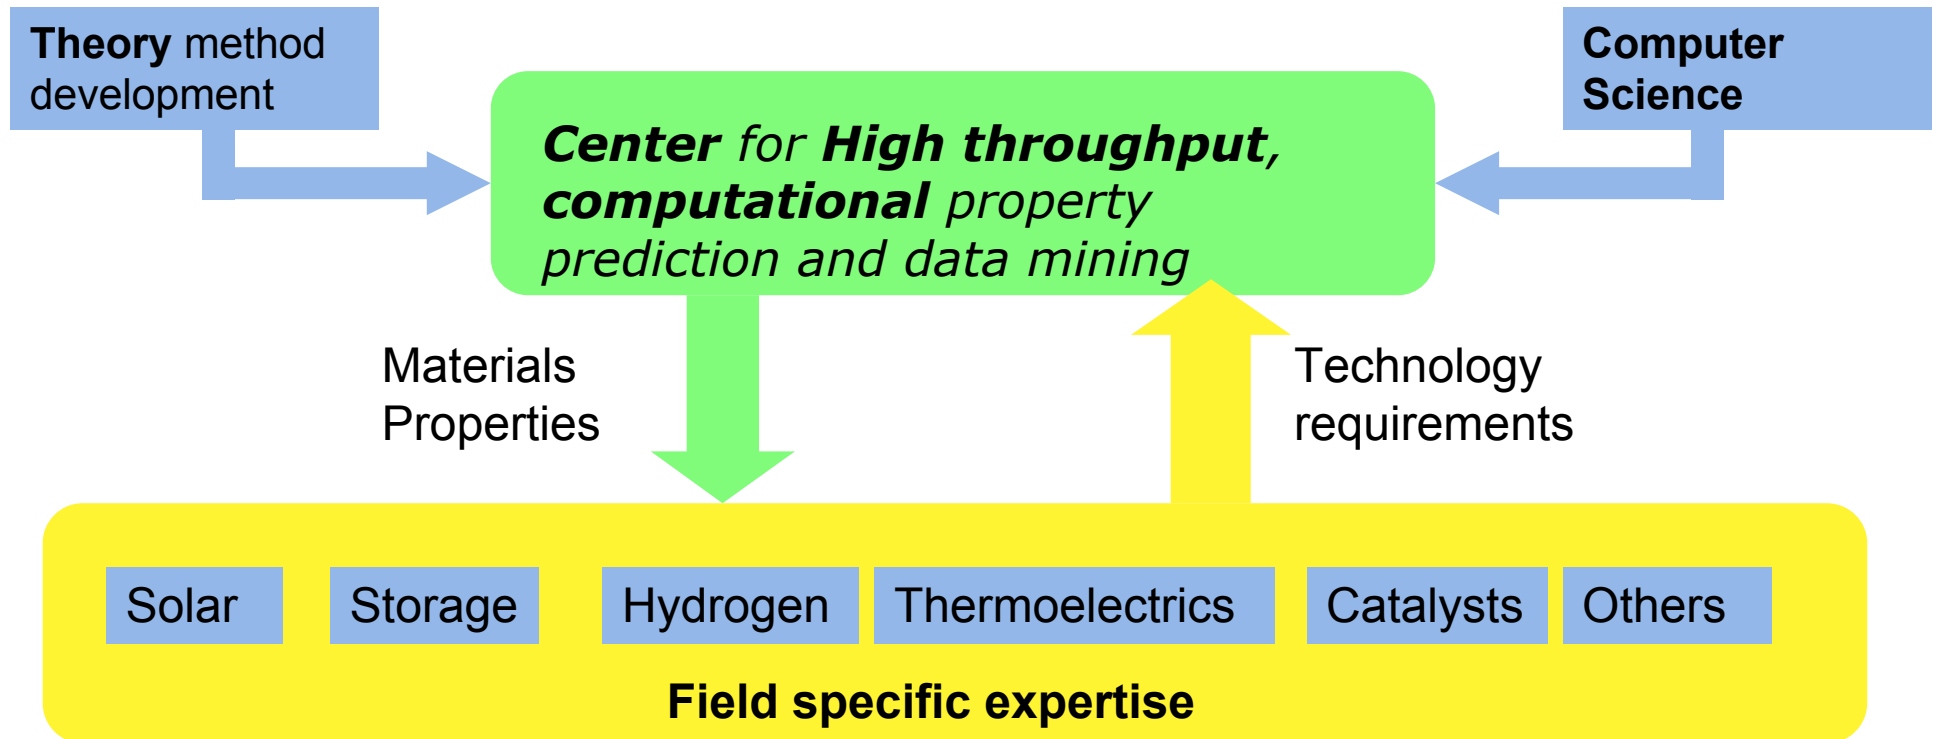 Theory method
development
Computer
Science
Center for High throughput,
computational property
prediction and data mining
Materials
Properties
Technology
requirements
Solar
Storage
Hydrogen
Thermoelectrics
Catalysts
Others
Field specific expertise